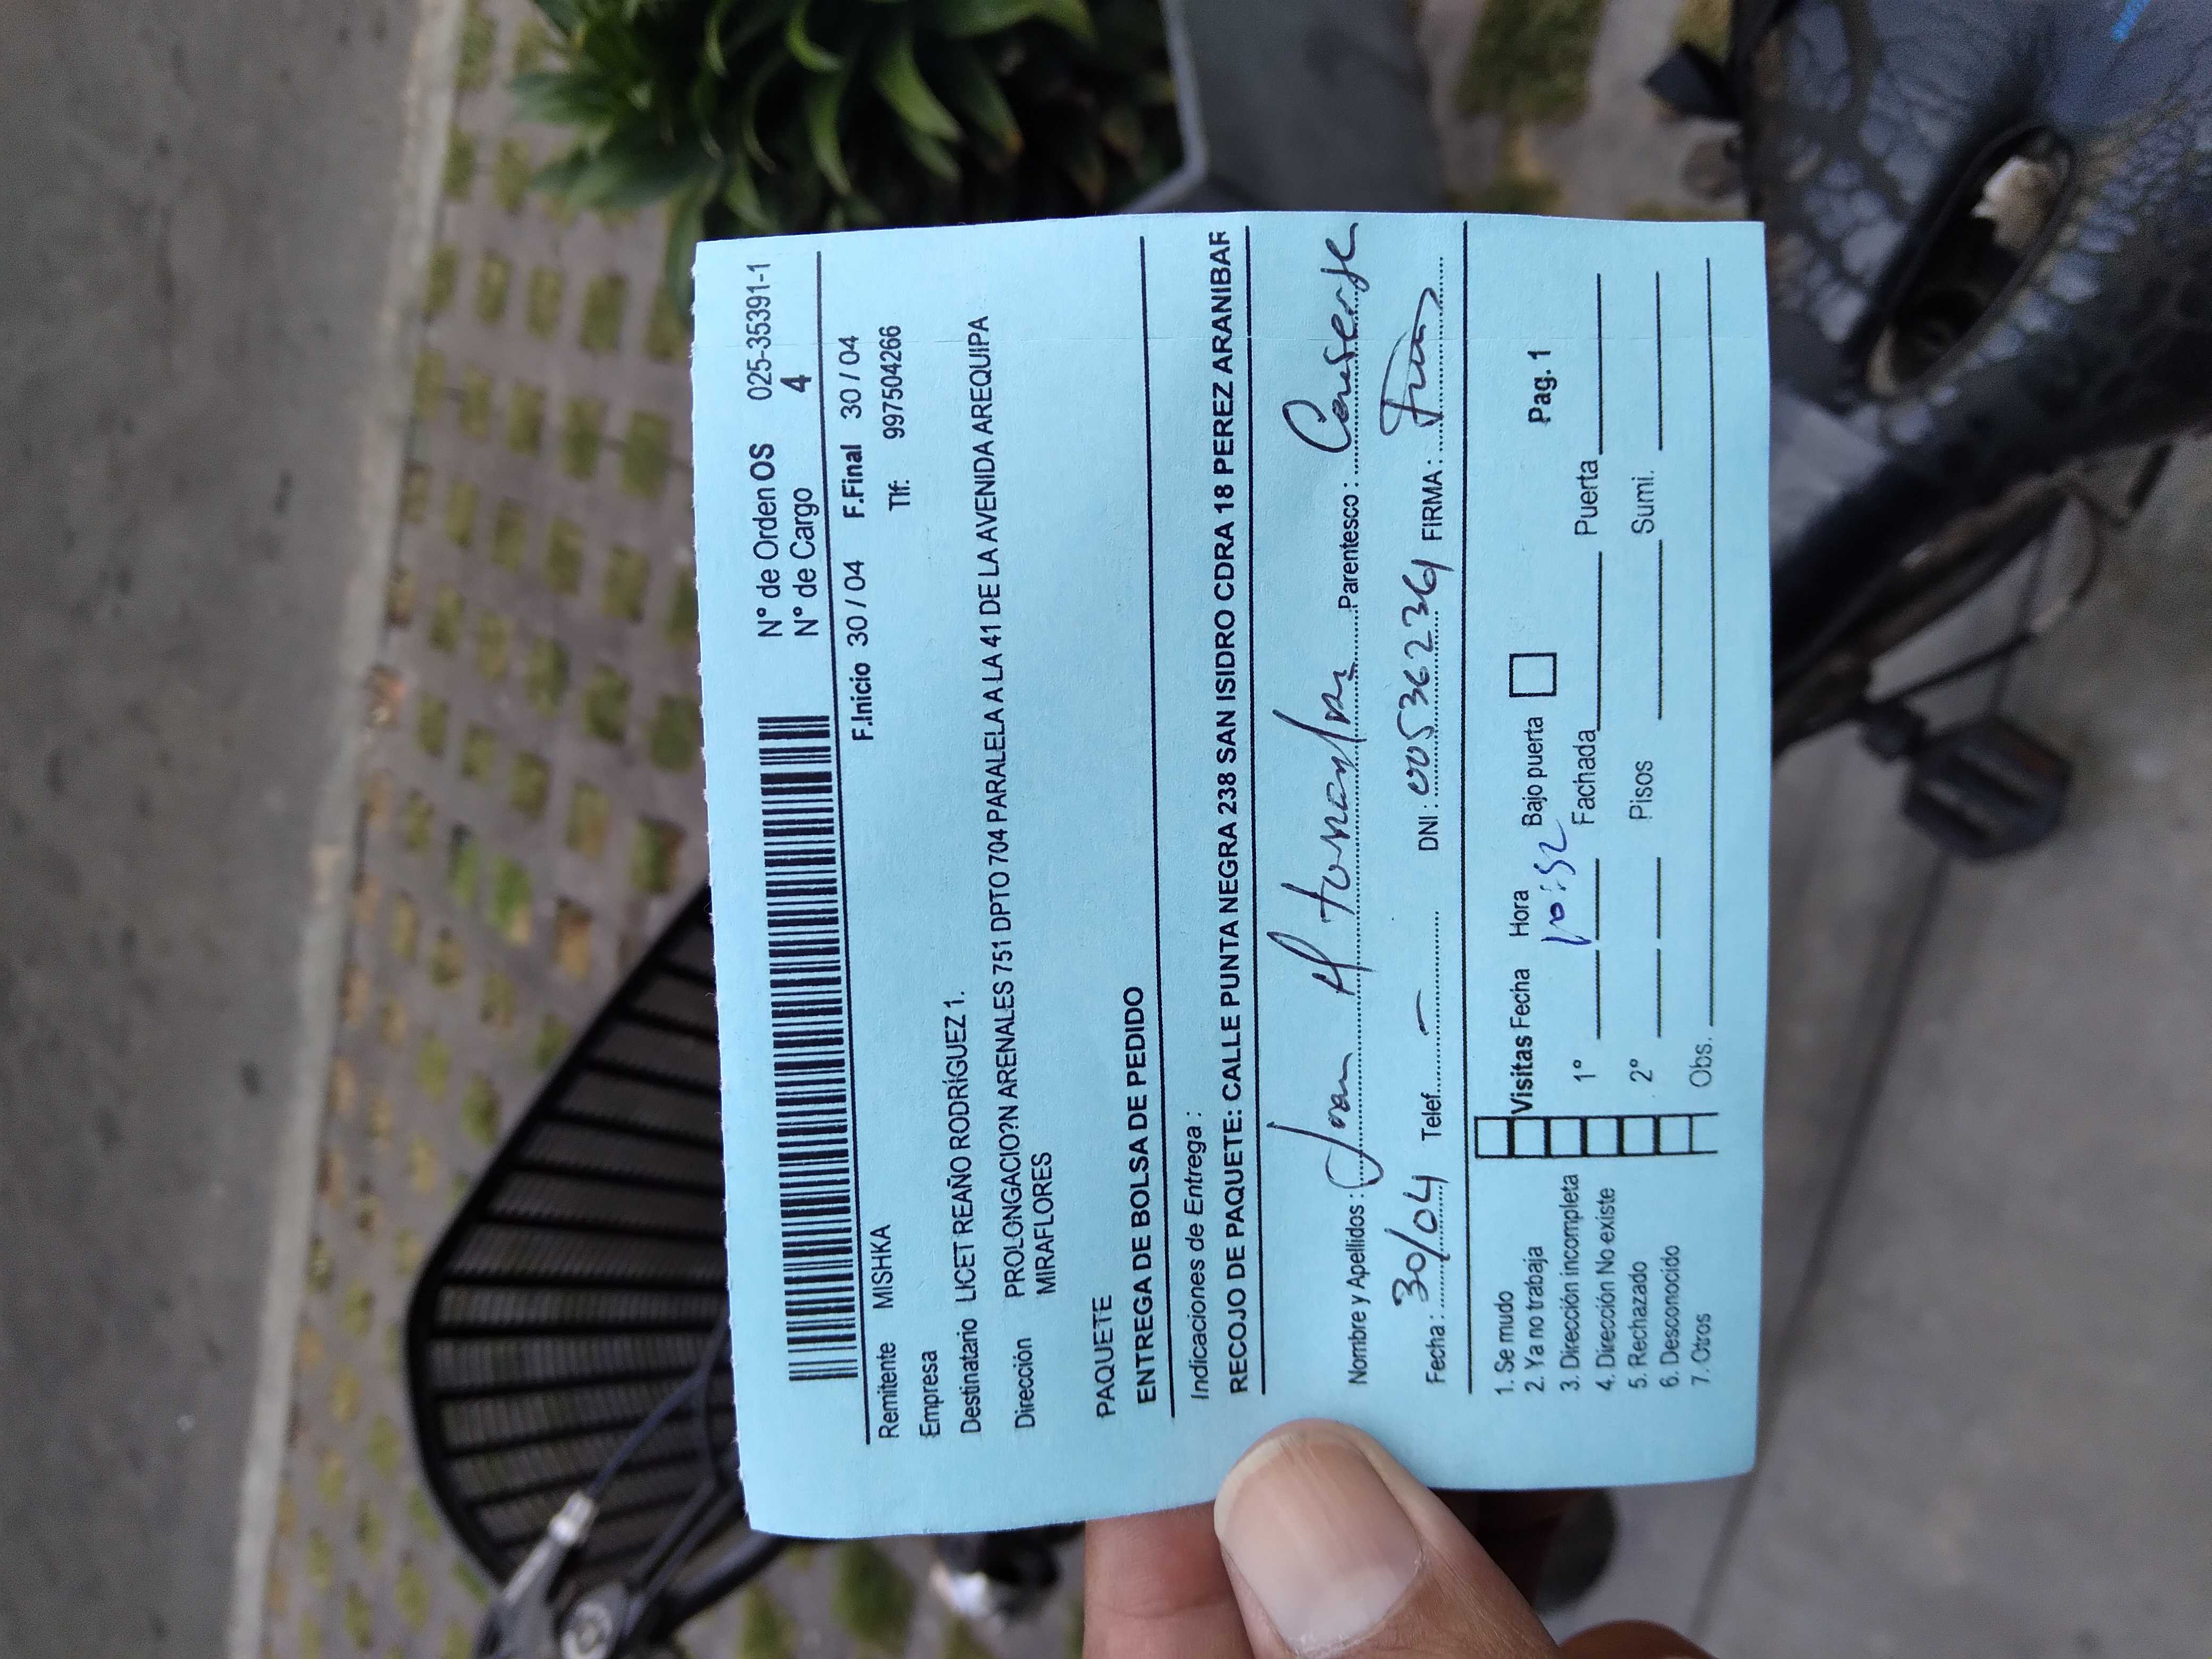 N° de Orden OS 025-35391-1
N° de Cargo 4
F.Inicio 30 / 04 F.Final 30 / 04
Remitente MISHKA Tlf: 997504266
Empresa
Destinatario LICET REAÑO RODRÍGUEZ 1.
Dirección PROLONGACIO?N ARENALES 751 DPTO 704 PARALELA A LA 41 DE LA AVENIDA AREQUIPA
MIRAFLORES
PAQUETE
ENTREGA DE BOLSA DE PEDIDO
Indicaciones de Entrega :
RECOJO DE PAQUETE: CALLE PUNTA NEGRA 238 SAN ISIDRO CDRA 18 PEREZ ARANIBAR
Nombre y Apellidos : Juan H Parentesco : Conserje
Fecha : 30/04 Telef. - DNI : FIRMA :
1. Se mudo
2. Ya no trabaja
3. Dirección incompleta
4. Dirección No existe
5. Rechazado
6. Desconocido
7. Otros
Visitas Fecha Hora Bajo puerta Pag. 1
1° 10:52 Fachada Puerta
2° Pisos Sumi.
Obs.